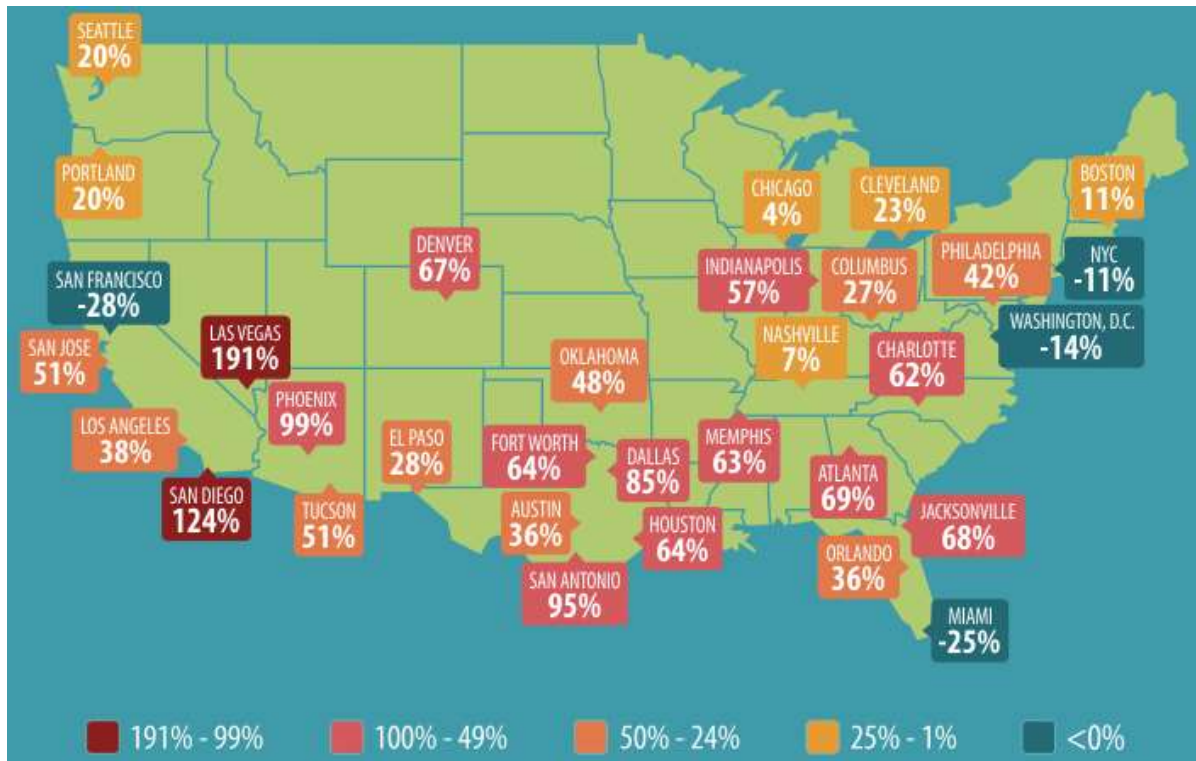 SEATTLE
20%
PORTLAND
20%
SAN FRANCISCO
-28%
SAN JOSE
51%
LOS ANGELES
38%
SAN DIEGO
124%
LAS VEGAS
191%
PHOENIX
99%
TUCSON
51%
DENVER
67%
EL PASO
28%
OKLAHOMA
48%
FORT WORTH
64%
DALLAS
85%
AUSTIN
36%
SAN ANTONIO
95%
HOUSTON
64%
CHICAGO
4%
CLEVELAND
23%
INDIANAPOLIS
57%
COLUMBUS
27%
NASHVILLE
7%
MEMPHIS
63%
CHARLOTTE
62%
ATLANTA
69%
JACKSONVILLE
68%
ORLANDO
36%
MIAMI
-25%
BOSTON
11%
PHILADELPHIA
42%
NYC
-11%
WASHINGTON, D.C.
-14%
191% - 99%
100% - 49%
50% - 24%
25% - 1%
<0%